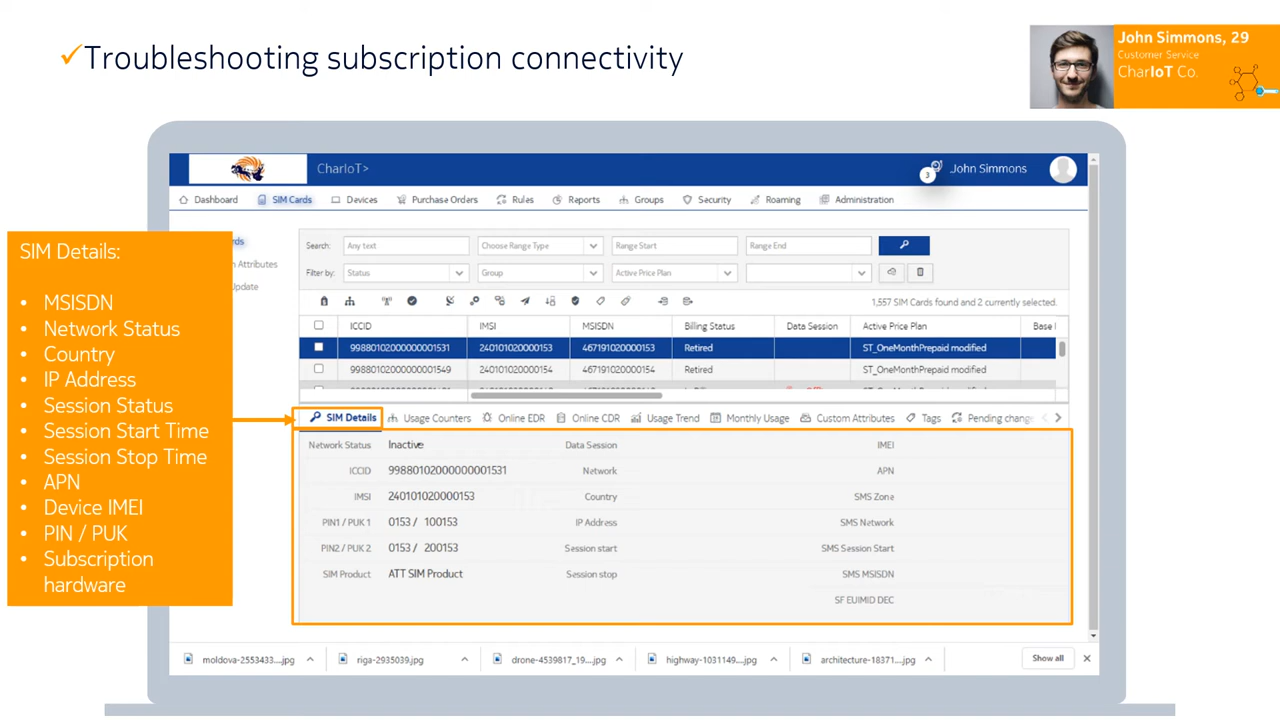 ✓Troubleshooting subscription connectivity
John Simmons, 29
Customer Service
CharIoT Co.
CharIoT>
3
John Simmons
Dashboard SIM Cards Devices Purchase Orders Rules Reports Groups Security Roaming Administration
Search: Any text Choose Range Type Range Start Range End
Filter by: Status Group Active Price Plan
1,557 SIM Cards found and 2 currently selected.
ICCID IMSI MSISDN Billing Status Data Session Active Price Plan Base
99880102000000001531 240101020000153 467191020000153 Retired ST_OneMonthPrepaid modified
99880102000000001549 240101020000154 467191020000154 Retired ST_OneMonthPrepaid modified
SIM Details Usage Counters Online EDR Online CDR Usage Trend Monthly Usage Custom Attributes Tags Pending change
Network Status Inactive Data Session IMEI
ICCID 99880102000000001531 Network APN
IMSI 240101020000153 Country SMS Zone
PIN1 / PUK 1 0153 / 100153 IP Address SMS Network
PIN2 / PUK 2 0153 / 200153 Session start SMS Session Start
SIM Product ATT SIM Product Session stop SMS MSISDN
SF EUIMID DEC
rds
n Attributes
Update
SIM Details:
• MSISDN
• Network Status
• Country
• IP Address
• Session Status
• Session Start Time
• Session Stop Time
• APN
• Device IMEI
• PIN / PUK
• Subscription
hardware
moldova-2553433....jpg riga-2935039.jpg drone-4539817_19....jpg highway-1031149....jpg architecture-18371....jpg Show all